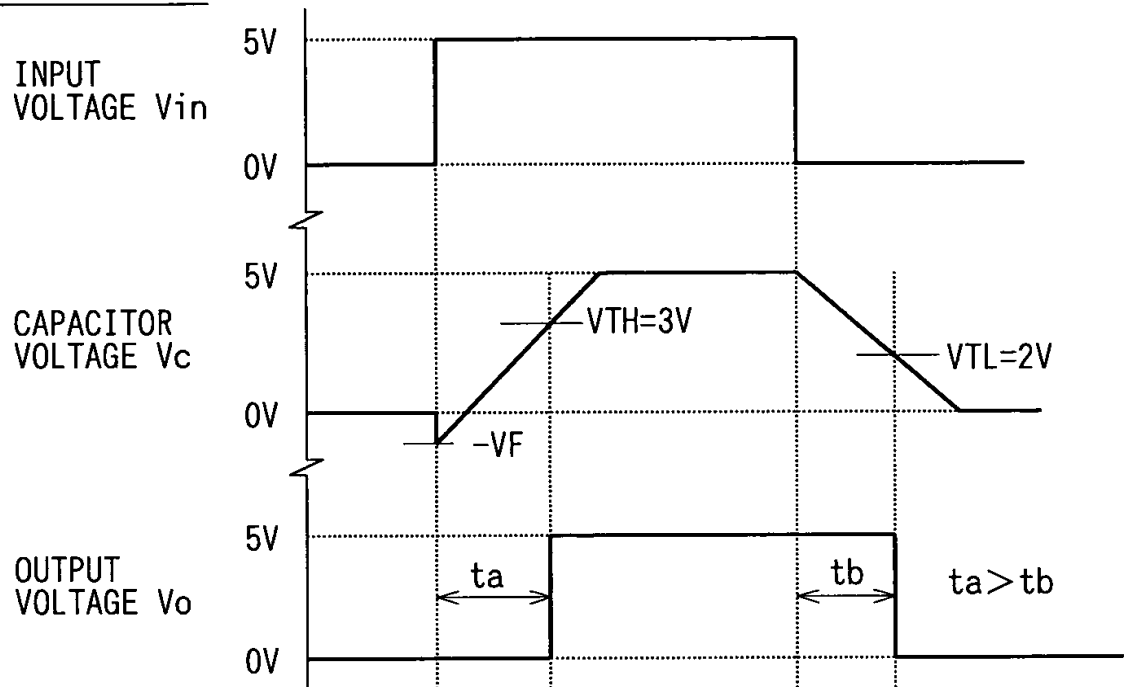 5V
INPUT
VOLTAGE Vin
0V
5V
VTH=3V
CAPACITOR
VOLTAGE Vc
VTL=2V
0V
-VF
5V
OUTPUT
VOLTAGE Vo
ta
tb
ta>tb
0V